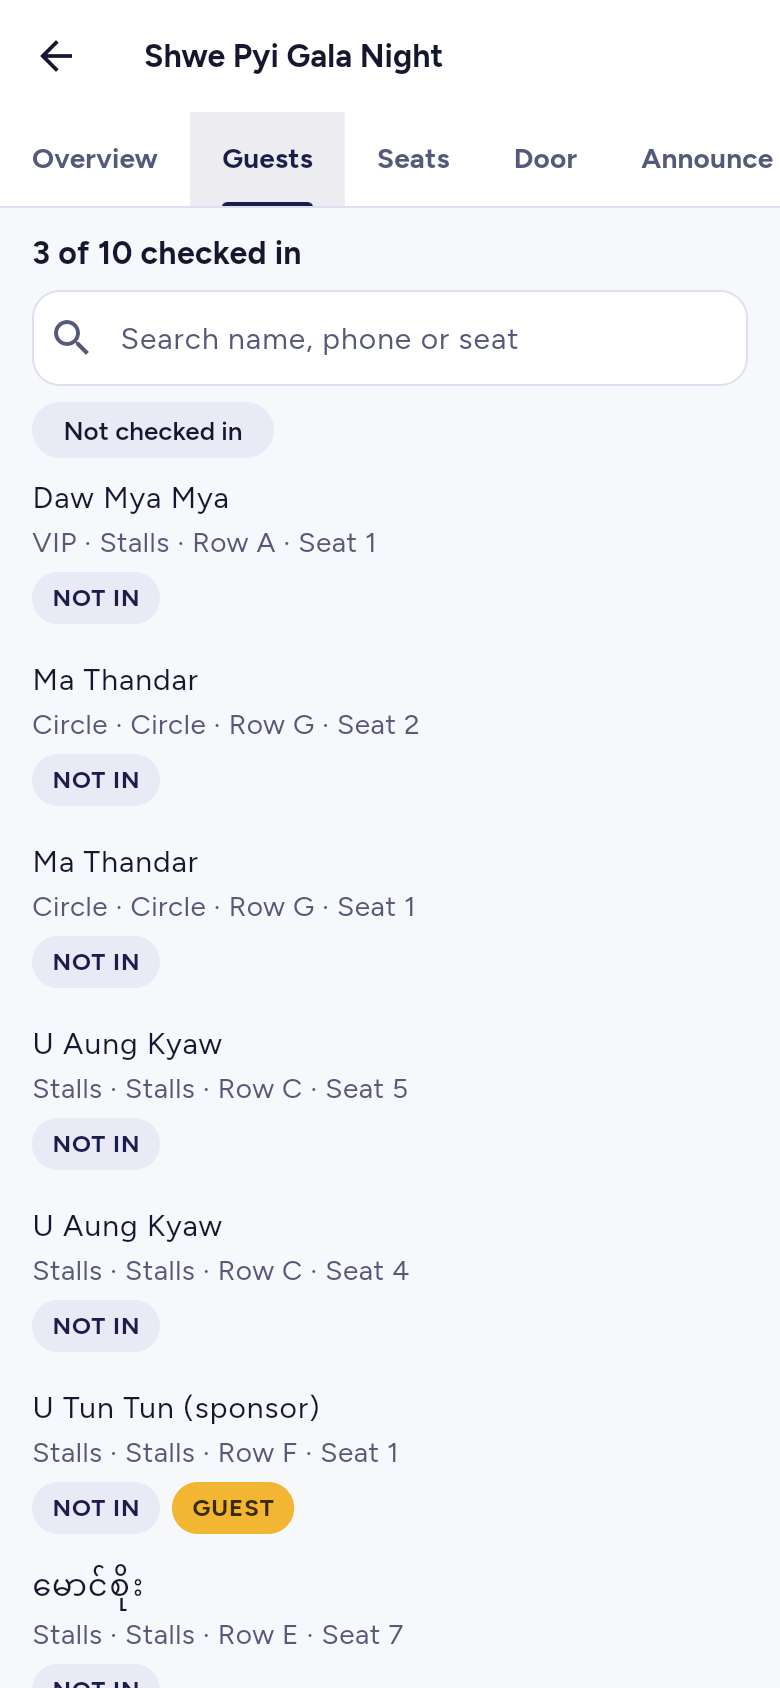 Shwe Pyi Gala Night
Overview Guests Seats Door Announce
3 of 10 checked in
Search name, phone or seat
Not checked in
Daw Mya Mya
VIP · Stalls · Row A · Seat 1
NOT IN
Ma Thandar
Circle · Circle · Row G · Seat 2
NOT IN
Ma Thandar
Circle · Circle · Row G · Seat 1
NOT IN
U Aung Kyaw
Stalls · Stalls · Row C · Seat 5
NOT IN
U Aung Kyaw
Stalls · Stalls · Row C · Seat 4
NOT IN
U Tun Tun (sponsor)
Stalls · Stalls · Row F · Seat 1
NOT IN GUEST
မောင်စိုး
Stalls · Stalls · Row E · Seat 7
NOT IN